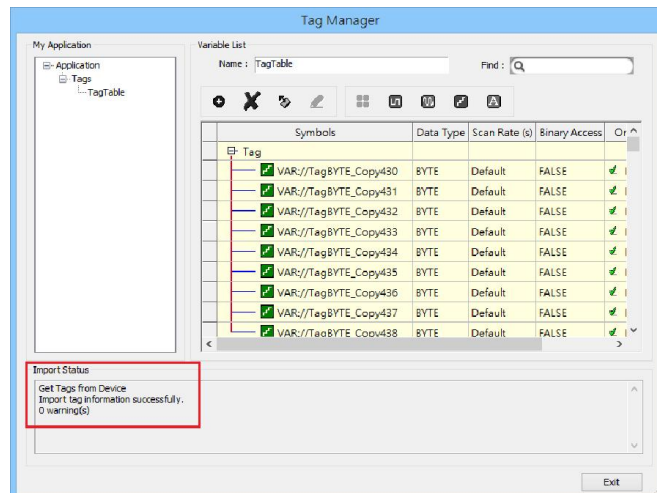 Tag Manager
My Application
Application
Tags
TagTable
Variable List
Name : TagTable
Find :
Symbols Data Type Scan Rate (s) Binary Access
Tag
VAR://TagBYTE_Copy430 BYTE Default FALSE
VAR://TagBYTE_Copy431 BYTE Default FALSE
VAR://TagBYTE_Copy432 BYTE Default FALSE
VAR://TagBYTE_Copy433 BYTE Default FALSE
VAR://TagBYTE_Copy434 BYTE Default FALSE
VAR://TagBYTE_Copy435 BYTE Default FALSE
VAR://TagBYTE_Copy436 BYTE Default FALSE
VAR://TagBYTE_Copy437 BYTE Default FALSE
VAR://TagBYTE_Copy438 BYTE Default FALSE
Import Status
Get Tags from Device
Import tag information successfully.
0 warning(s)
Exit